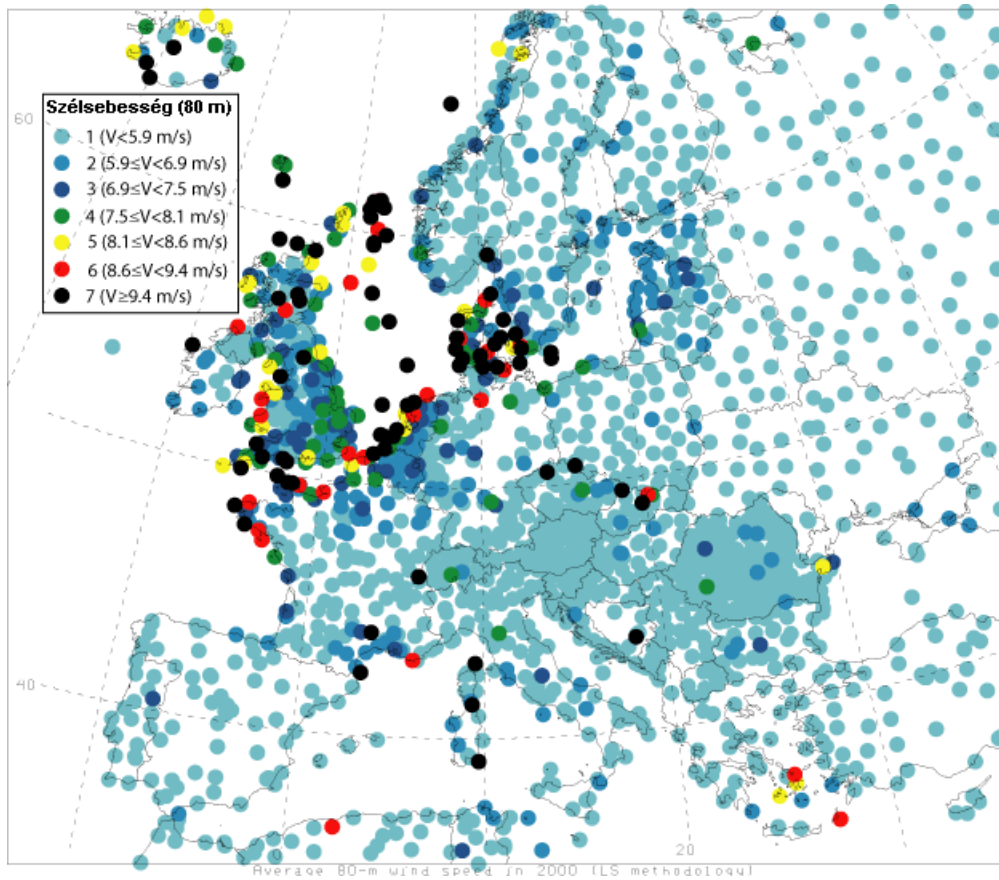 60
Szélsebesség (80 m)
1 (V<5.9 m/s)
2 (5.9≤V<6.9 m/s)
3 (6.9≤V<7.5 m/s)
4 (7.5≤V<8.1 m/s)
5 (8.1≤V<8.6 m/s)
6 (8.6≤V<9.4 m/s)
7 (V≥9.4 m/s)
40
20
Average 80-m wind speed in 2000 (LS methodology)